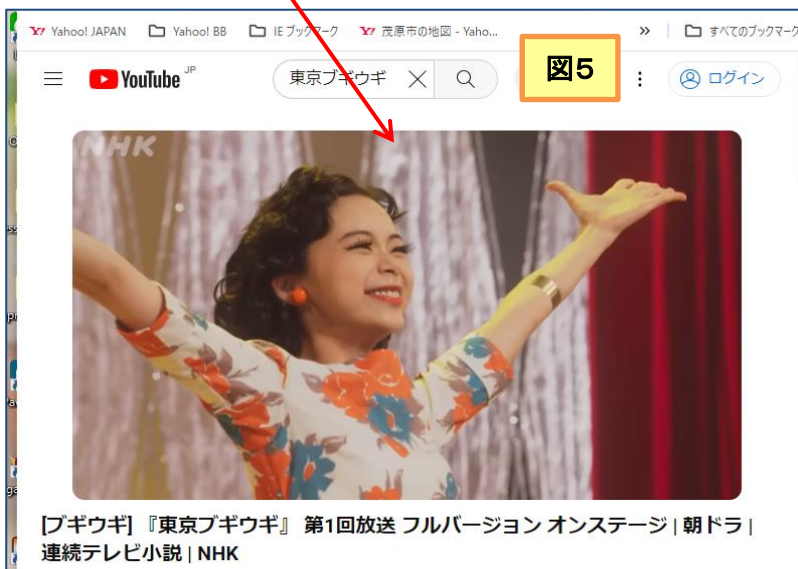 Yahoo! JAPAN Yahoo! BB IE ブックマーク 茂原市の地図 - Yaho... » すべてのブックマーク
YouTube JP 東京ブギウギ 図5 ログイン
NHK
[ブギウギ] 『東京ブギウギ』 第1回放送 フルバージョン オンステージ | 朝ドラ |
連続テレビ小説 | NHK